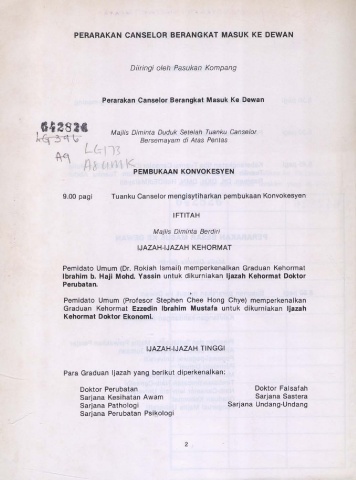 PERARAKAN CANSELOR BERANGKAT MASUK KE DEWAN
Diiringi oleh Pasukan Kompang
Perarakan Canselor Berangkat Masuk Ke Dewan
642824
LG346
A9
LG173
Majlis Diminta Duduk Setelah Tuanku Canselor
Bersemayam di Atas Pentas
PEMBUKAAN KONVOKESYEN
9.00 pagi Tuanku Canselor mengisytiharkan pembukaan Konvokesyen
IFTITAH
Majlis Diminta Berdiri
IJAZAH-IJAZAH KEHORMAT
Pemidato Umum (Dr. Rokiah Ismail) memperkenalkan Graduan Kehormat
Ibrahim b. Haji Mohd. Yassin untuk dikurniakan Ijazah Kehormat Doktor
Perubatan.
Pemidato Umum (Profesor Stephen Chee Hong Chye) memperkenalkan
Graduan Kehormat Ezzedin Ibrahim Mustafa untuk dikurniakan Ijazah
Kehormat Doktor Ekonomi.
IJAZAH-IJAZAH TINGGI
Para Graduan Ijazah yang berikut diperkenalkan:
Doktor Perubatan Doktor Falsafah
Sarjana Kesihatan Awam Sarjana Sastera
Sarjana Pathologi Sarjana Undang-Undang
Sarjana Perubatan Psikologi
2